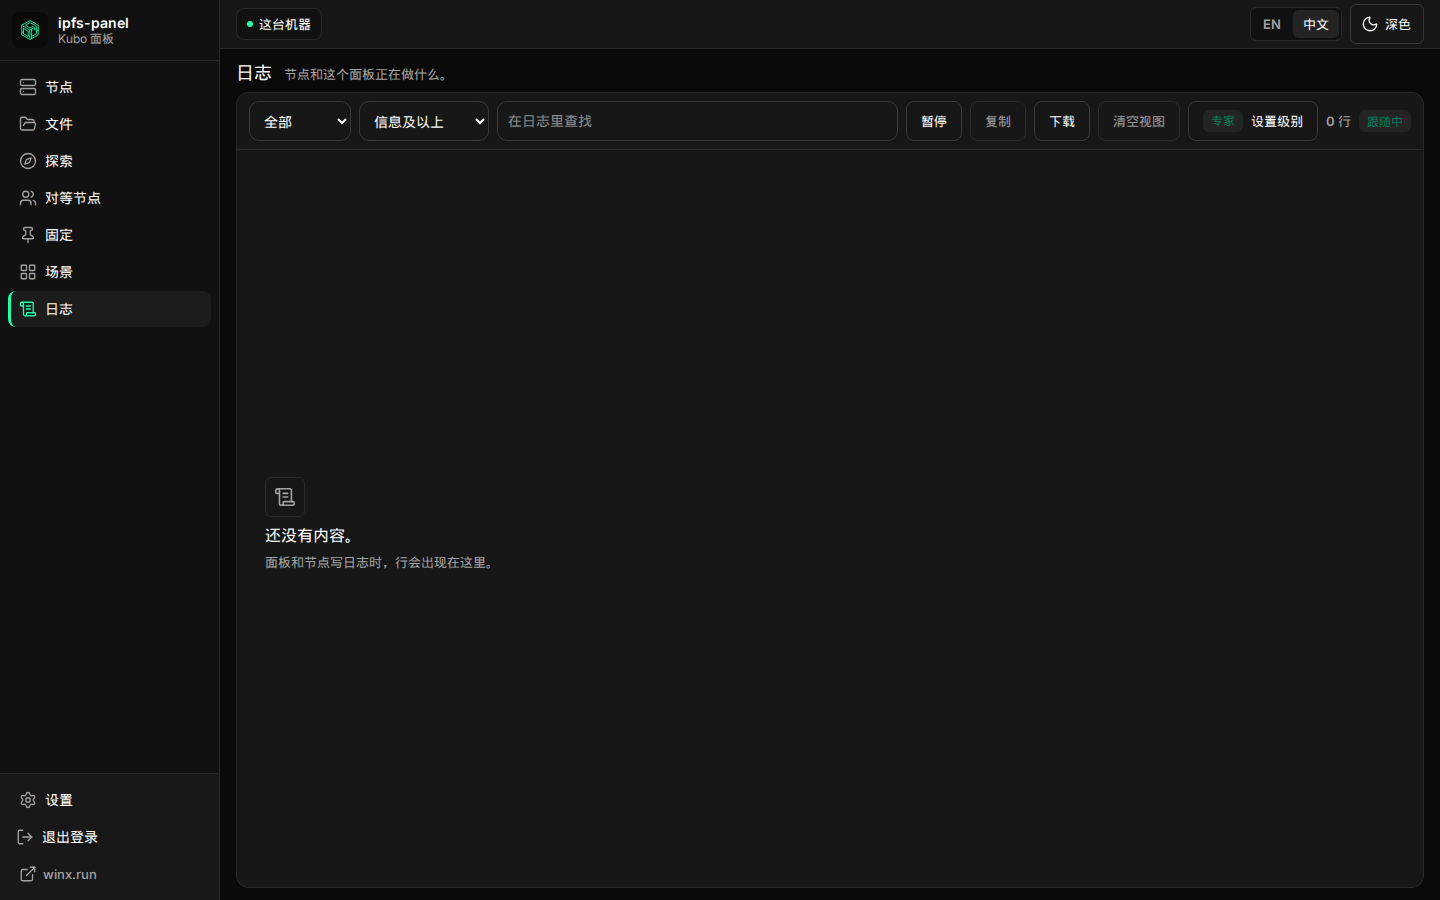 ipfs-panel
Kubo 面板
节点
文件
探索
对等节点
固定
场景
日志
设置
退出登录
winx.run
这台机器
EN 中文 深色
日志 节点和这个面板正在做什么。
全部 信息及以上 在日志里查找 暂停 复制 下载 清空视图 专家 设置级别 0 行 跟随中
还没有内容。
面板和节点写日志时，行会出现在这里。